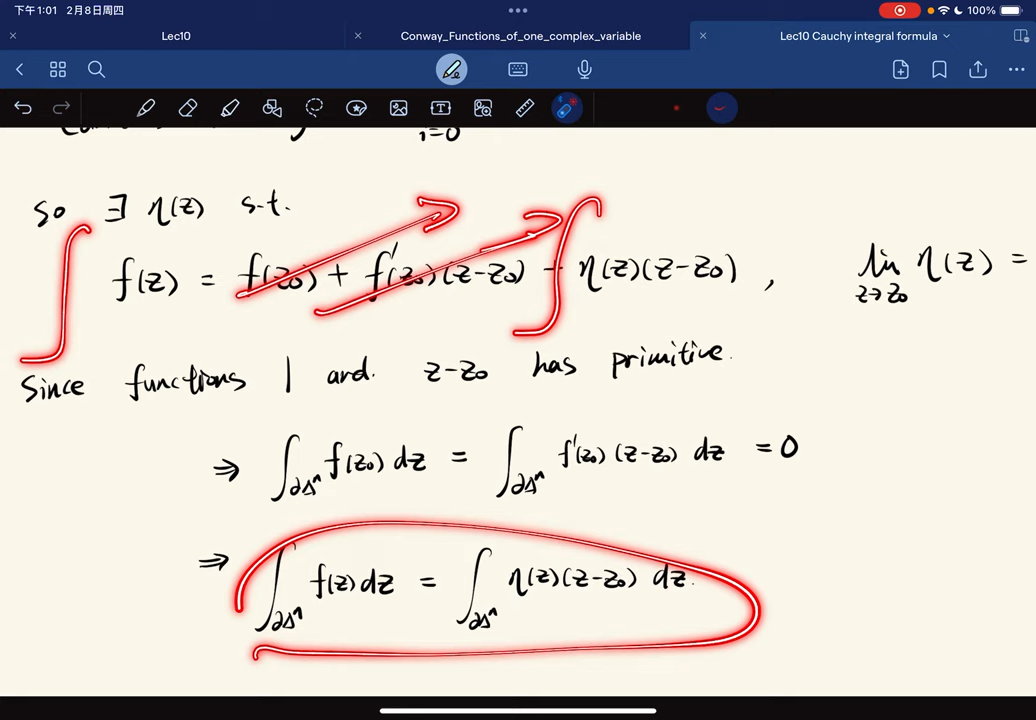 下午1:01 2月8日周四
100%
Lec10
Conway_Functions_of_one_complex_variable
Lec10 Cauchy integral formula
i=0
So ∃ η(z) s.t.
f(z) = f(z₀) + f'(z₀)(z-z₀) + η(z)(z-z₀) , lim η(z) =
z→z₀
Since functions 1 and. z-z₀ has primitive.
⇒ ∫_∂Δⁿ f(z₀) dz = ∫_∂Δⁿ f'(z₀)(z-z₀) dz = 0
⇒ ∫_∂Δⁿ f(z) dz = ∫_∂Δⁿ η(z)(z-z₀) dz.